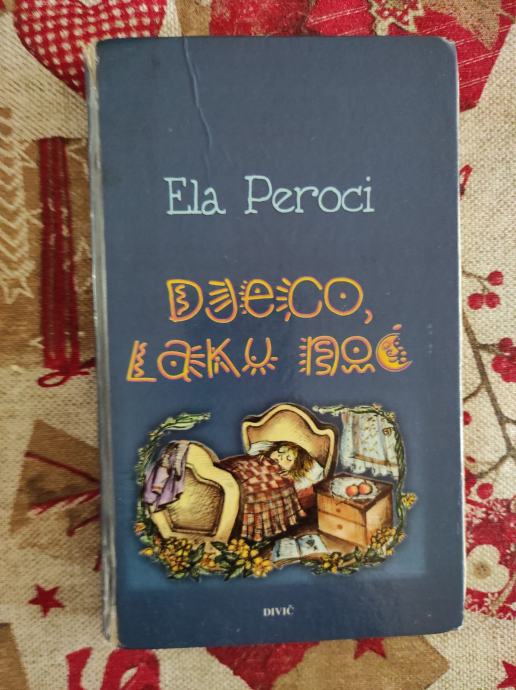 Ela Peroci
Djeco,
laku noć
DIVIČ